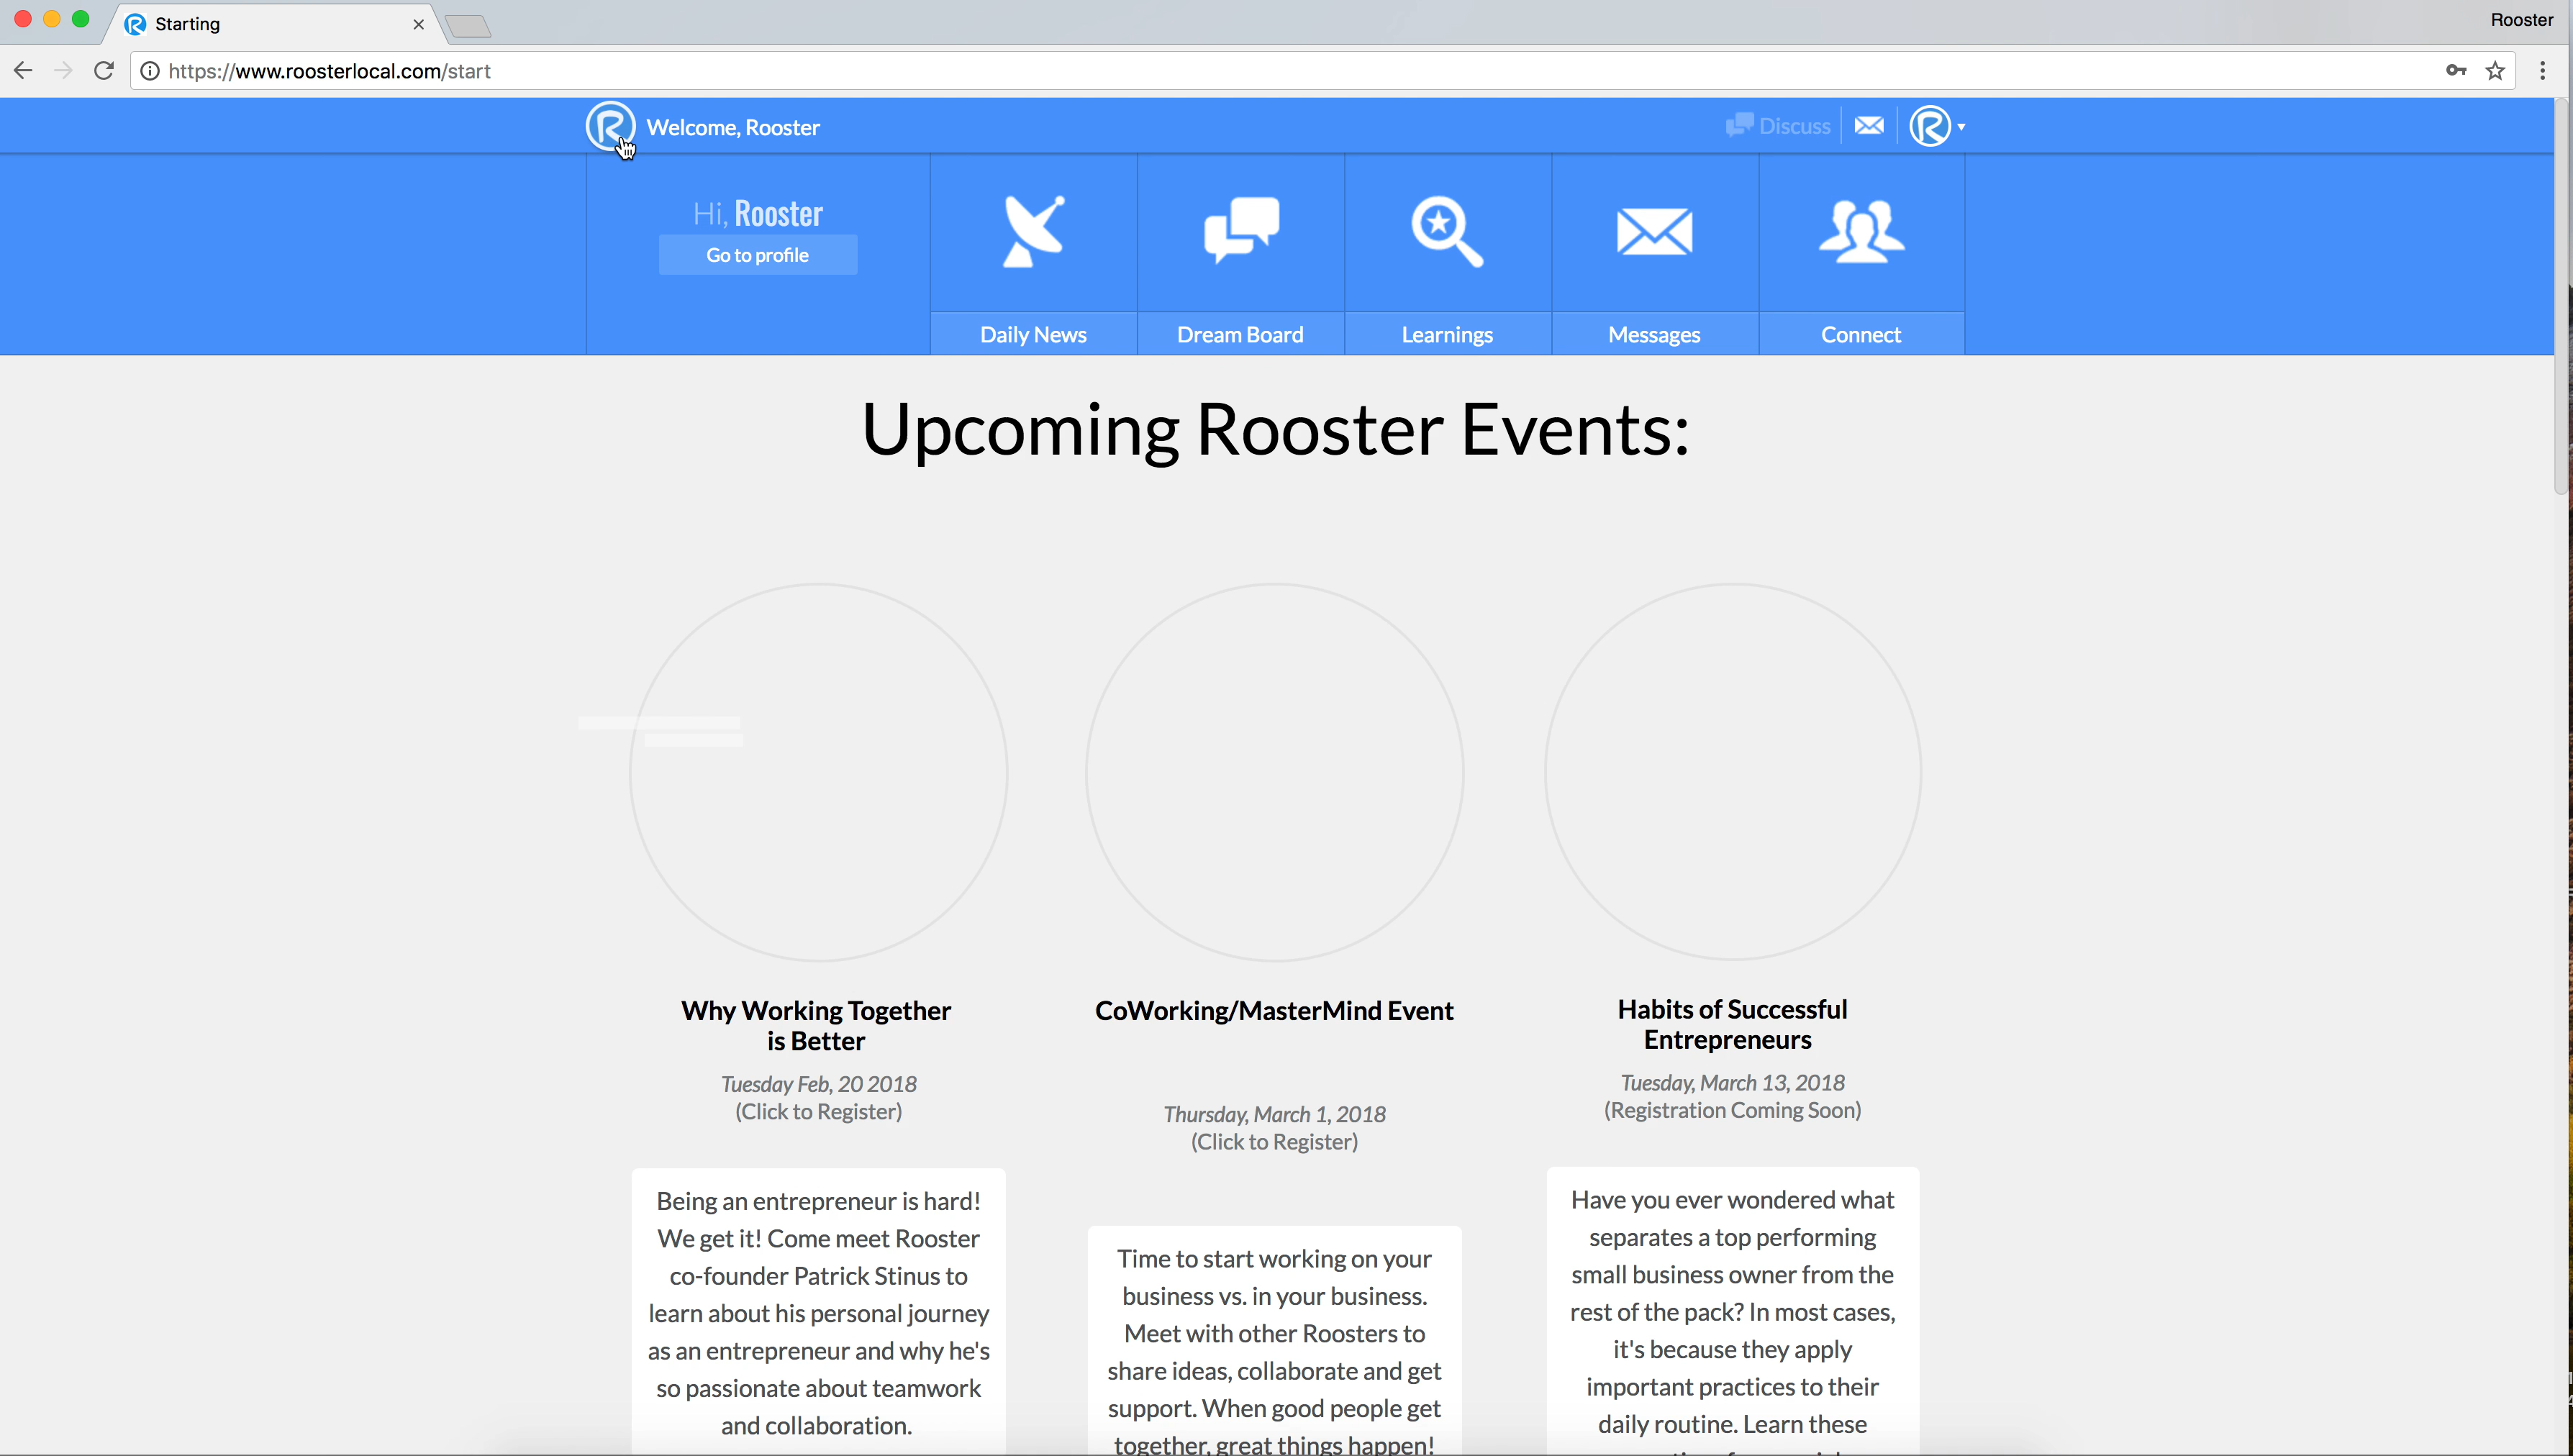 Starting
Rooster
https://www.roosterlocal.com/start
Welcome, Rooster
Discuss
Hi, Rooster
Go to profile
Daily News
Dream Board
Learnings
Messages
Connect
Upcoming Rooster Events:
Why Working Together
is Better
Tuesday Feb, 20 2018
(Click to Register)
Being an entrepreneur is hard!
We get it! Come meet Rooster
co-founder Patrick Stinus to
learn about his personal journey
as an entrepreneur and why he's
so passionate about teamwork
and collaboration.
CoWorking/MasterMind Event
Thursday, March 1, 2018
(Click to Register)
Time to start working on your
business vs. in your business.
Meet with other Roosters to
share ideas, collaborate and get
support. When good people get
together, great things happen!
Habits of Successful
Entrepreneurs
Tuesday, March 13, 2018
(Registration Coming Soon)
Have you ever wondered what
separates a top performing
small business owner from the
rest of the pack? In most cases,
it's because they apply
important practices to their
daily routine. Learn these